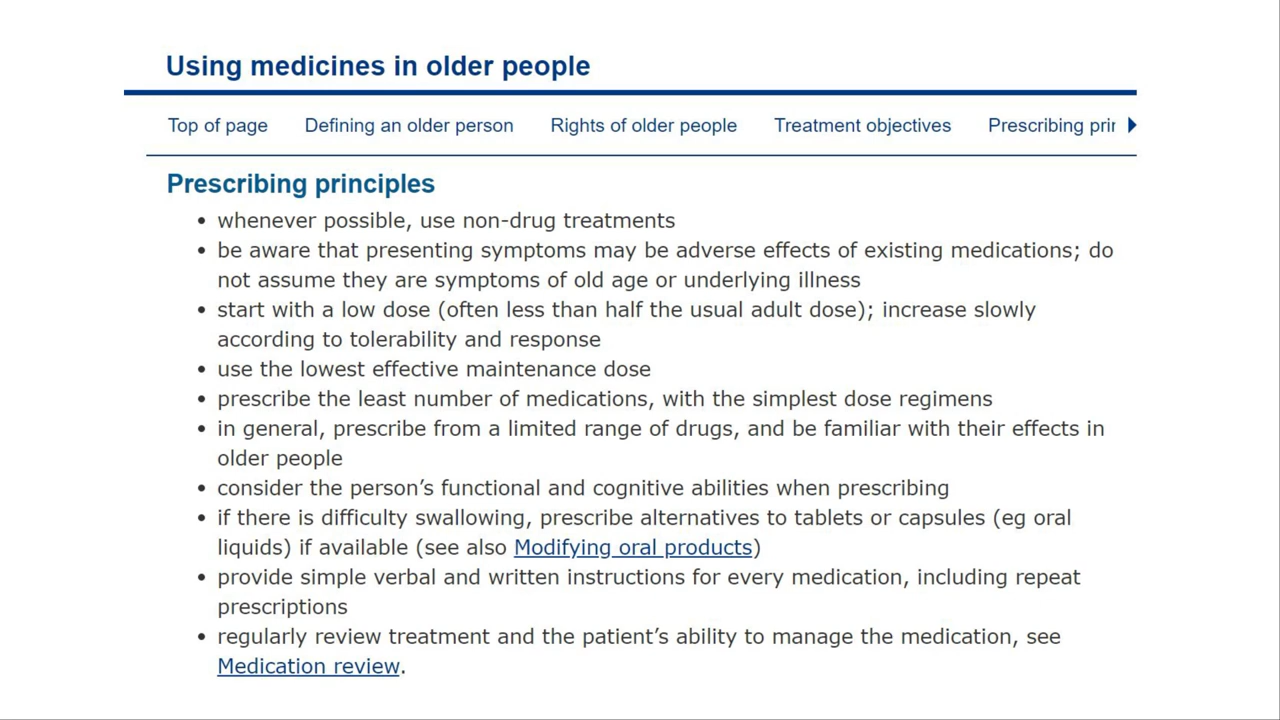 Using medicines in older people
Top of page Defining an older person Rights of older people Treatment objectives Prescribing prir
Prescribing principles
• whenever possible, use non-drug treatments
• be aware that presenting symptoms may be adverse effects of existing medications; do
not assume they are symptoms of old age or underlying illness
• start with a low dose (often less than half the usual adult dose); increase slowly
according to tolerability and response
• use the lowest effective maintenance dose
• prescribe the least number of medications, with the simplest dose regimens
• in general, prescribe from a limited range of drugs, and be familiar with their effects in
older people
• consider the person’s functional and cognitive abilities when prescribing
• if there is difficulty swallowing, prescribe alternatives to tablets or capsules (eg oral
liquids) if available (see also Modifying oral products)
• provide simple verbal and written instructions for every medication, including repeat
prescriptions
• regularly review treatment and the patient’s ability to manage the medication, see
Medication review.